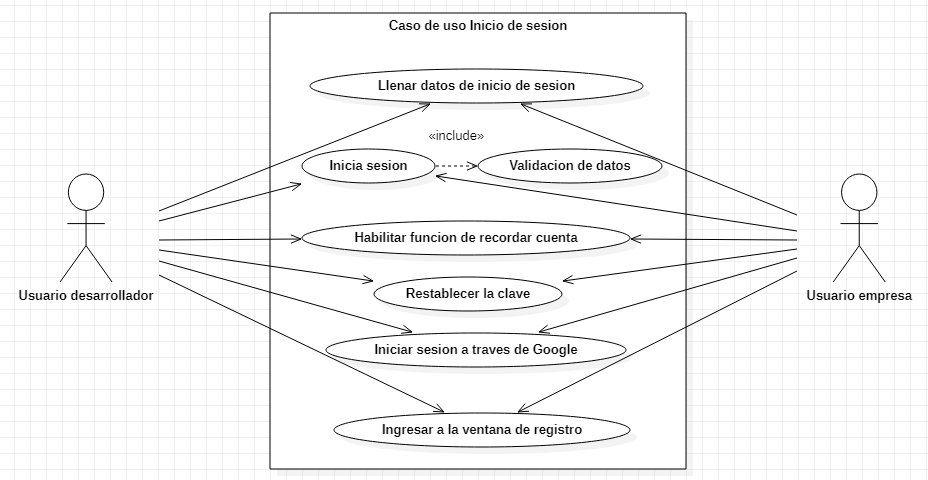 Caso de uso Inicio de sesion
Llenar datos de inicio de sesion
«include»
Inicia sesion
Validacion de datos
Habilitar funcion de recordar cuenta
Usuario desarrollador
Restablecer la clave
Usuario empresa
Iniciar sesion a traves de Google
Ingresar a la ventana de registro